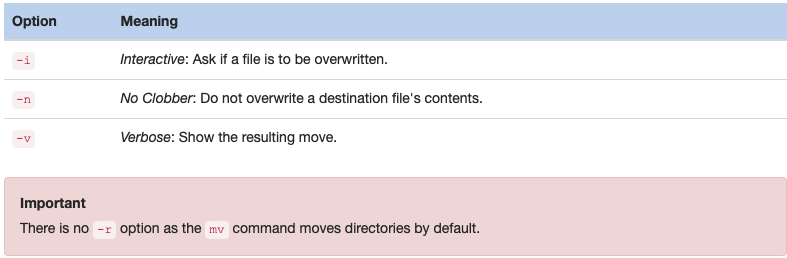 Option Meaning
-i Interactive: Ask if a file is to be overwritten.
-n No Clobber: Do not overwrite a destination file's contents.
-v Verbose: Show the resulting move.
Important
There is no -r option as the mv command moves directories by default.